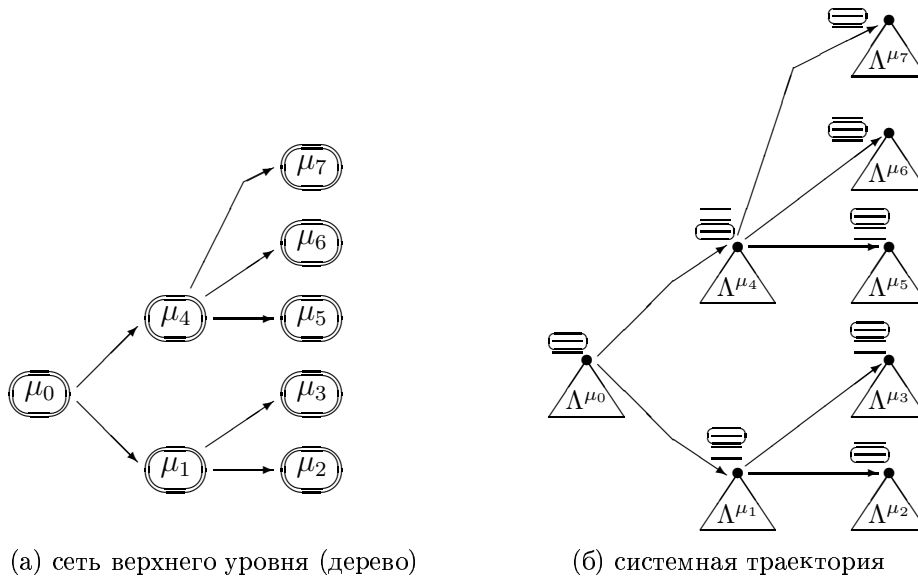 Λ^μ₇
μ₇
Λ^μ₆
μ₆
Λ^μ₄
Λ^μ₅
μ₄
μ₅
μ₀
μ₃
Λ^μ₀
Λ^μ₃
μ₁
μ₂
Λ^μ₁
Λ^μ₂
(а) сеть верхнего уровня (дерево)
(б) системная траектория